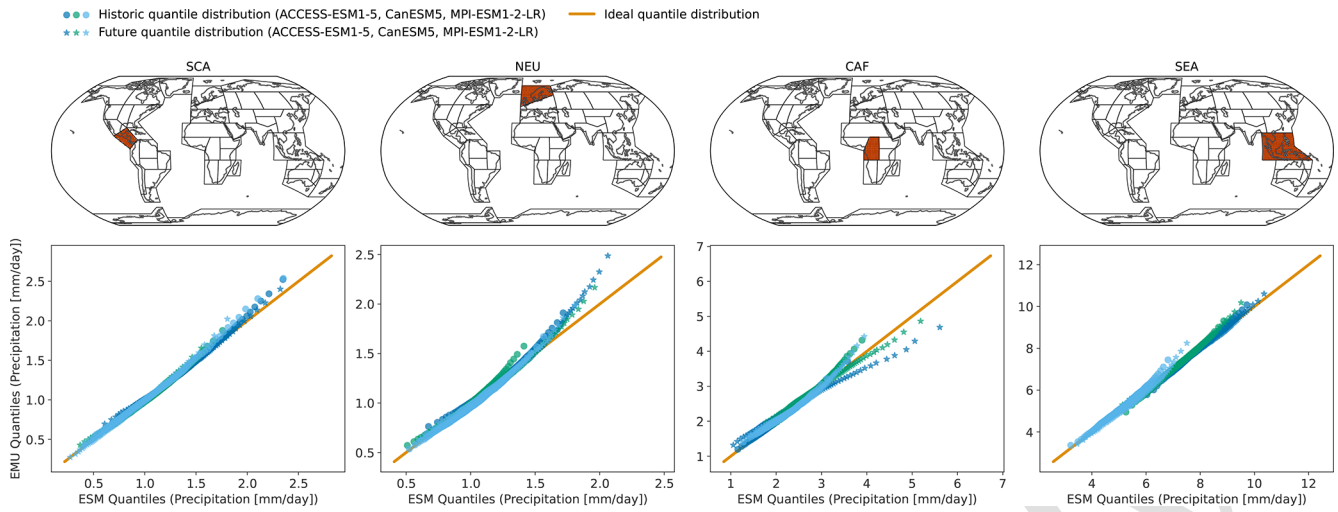 Historic quantile distribution (ACCESS-ESM1-5, CanESM5, MPI-ESM1-2-LR)
Ideal quantile distribution
Future quantile distribution (ACCESS-ESM1-5, CanESM5, MPI-ESM1-2-LR)
SCA
NEU
CAF
SEA
EMU Quantiles (Precipitation [mm/day])
2.5
2.0
1.5
1.0
0.5
0.5 1.0 1.5 2.0 2.5
ESM Quantiles (Precipitation [mm/day])
2.5
2.0
1.5
1.0
0.5
0.5 1.0 1.5 2.0 2.5
ESM Quantiles (Precipitation [mm/day])
7
6
5
4
3
2
1
1 2 3 4 5 6 7
ESM Quantiles (Precipitation [mm/day])
12
10
8
6
4
4 6 8 10 12
ESM Quantiles (Precipitation [mm/day])